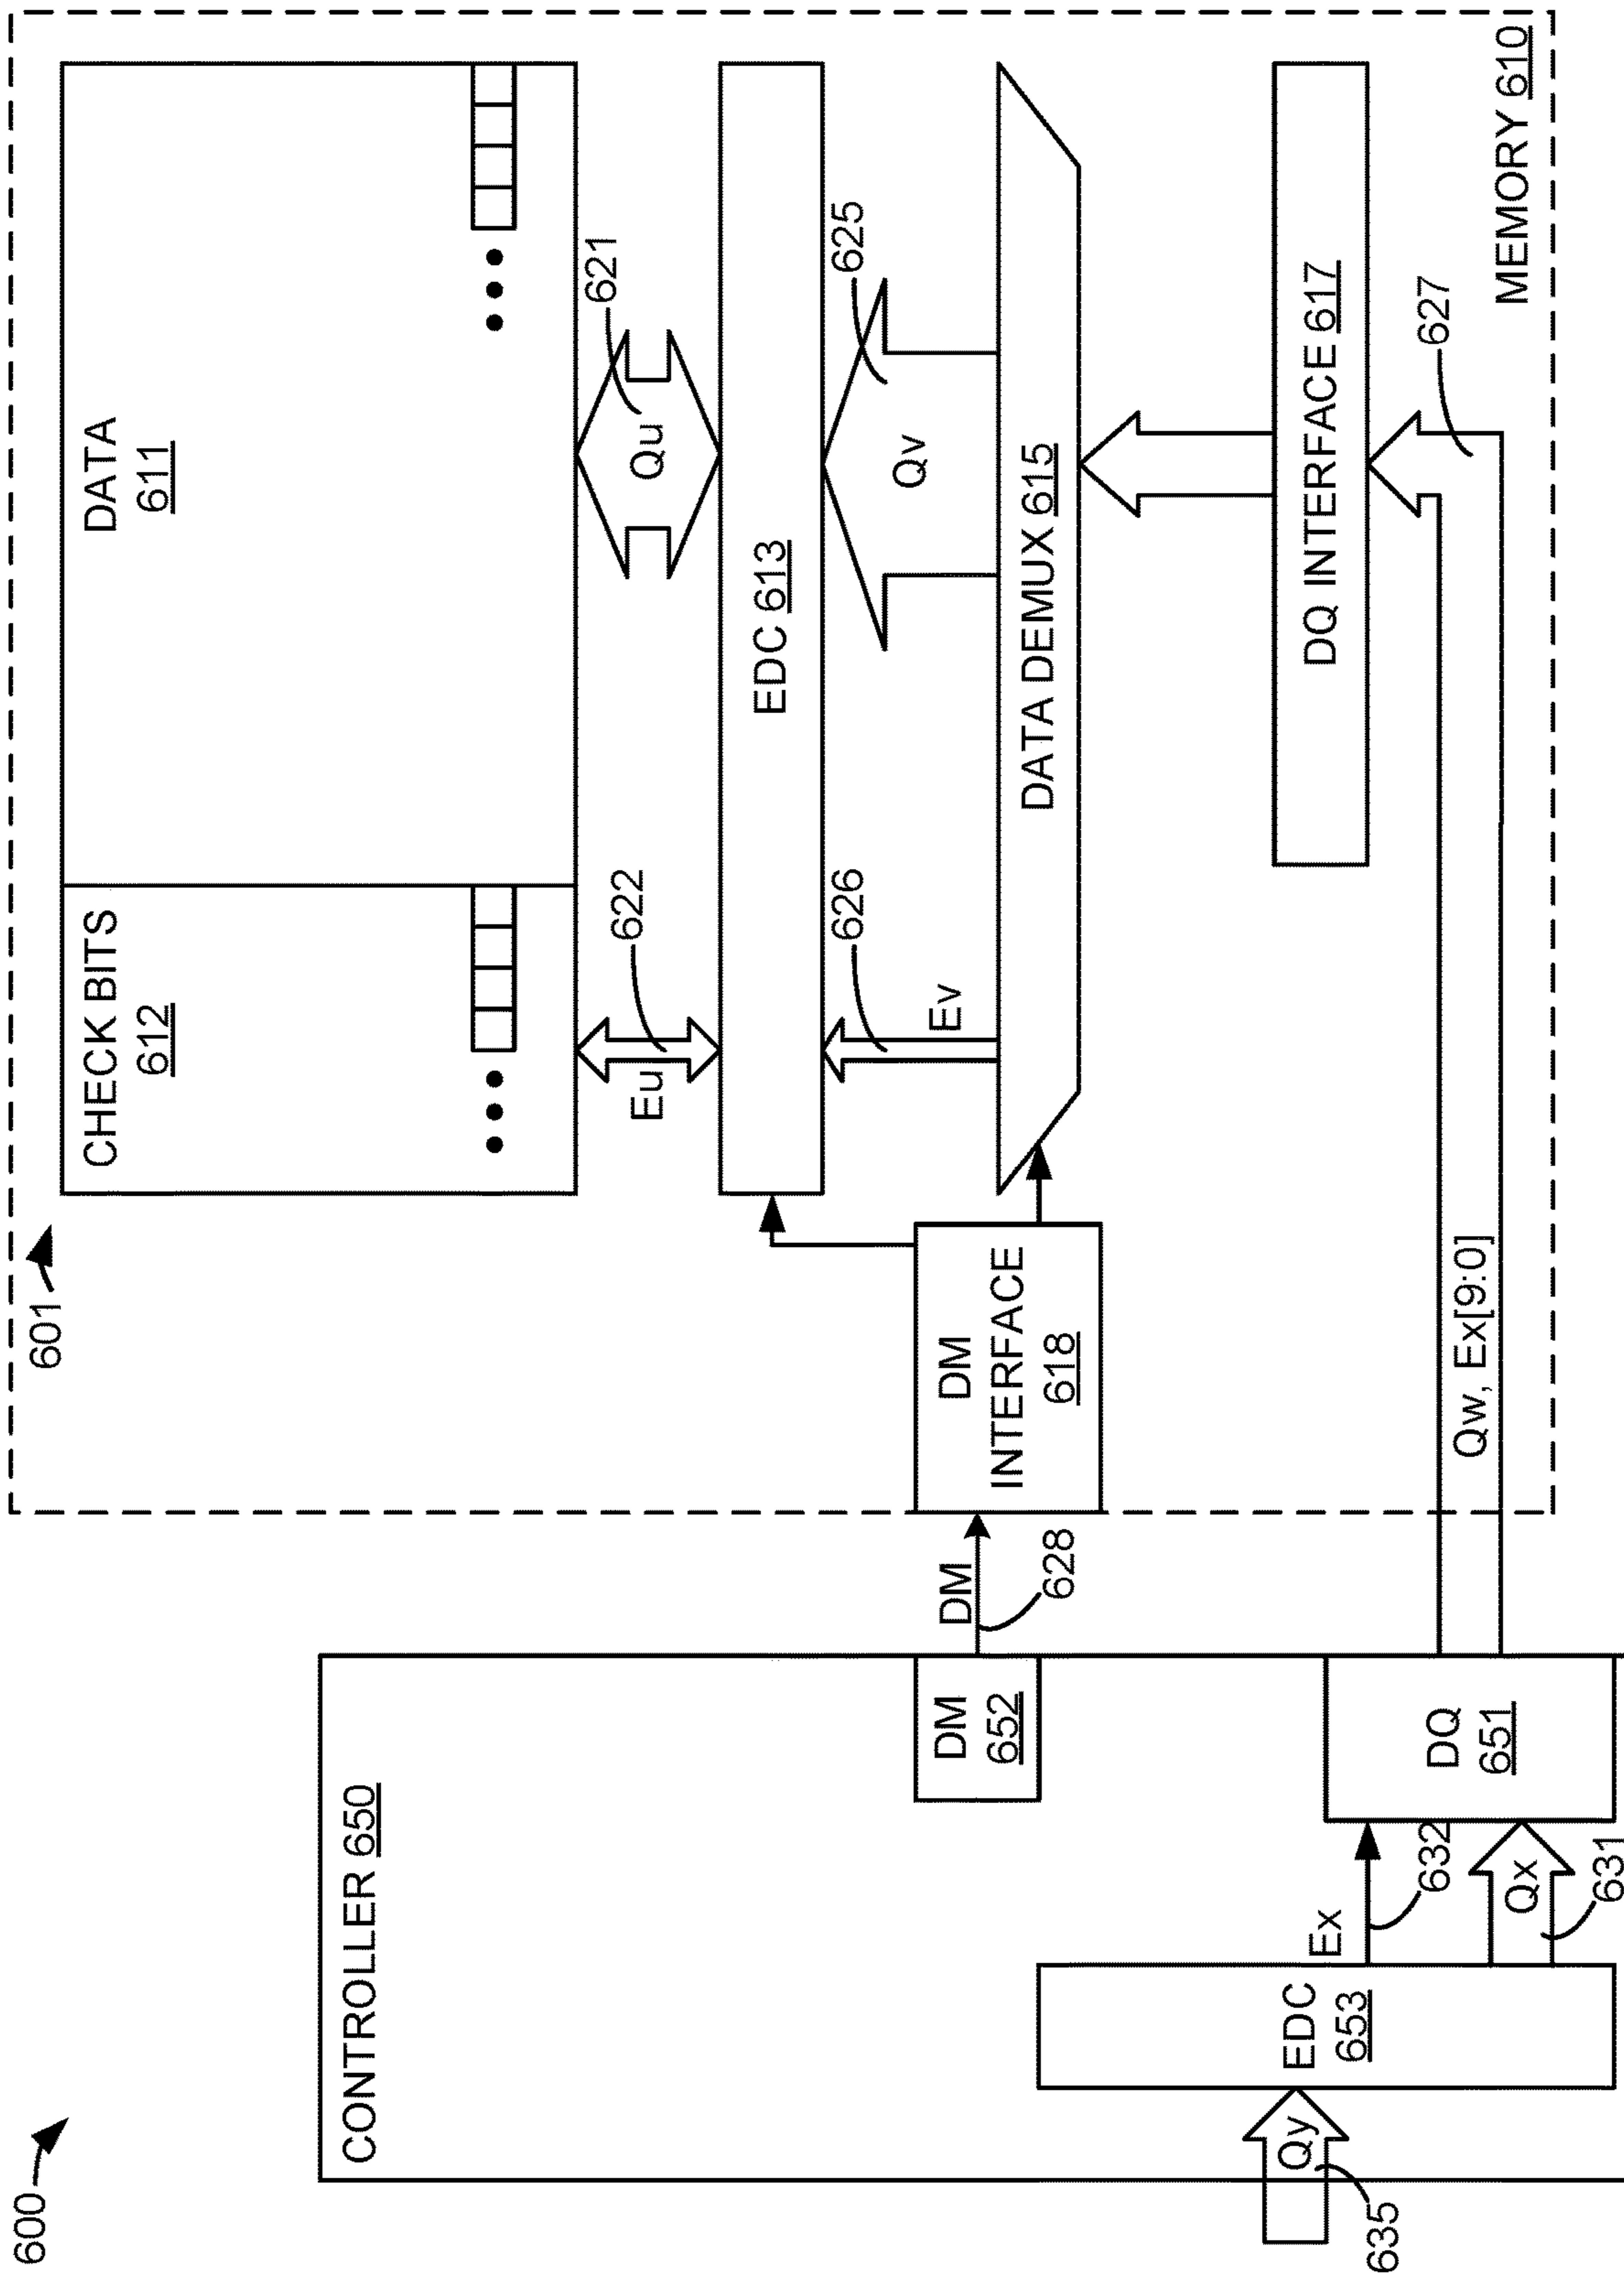 600
601
CONTROLLER 650
Qy
635
EDC
653
Ex
632
Qx
631
DM
652
DQ
651
DM
628
DM
INTERFACE
618
Qw, Ex[9:0]
CHECK BITS
612
DATA
611
Eu
622
Qu
621
EDC 613
Ev
626
Qv
625
DATA DEMUX 615
DQ INTERFACE 617
627
MEMORY 610